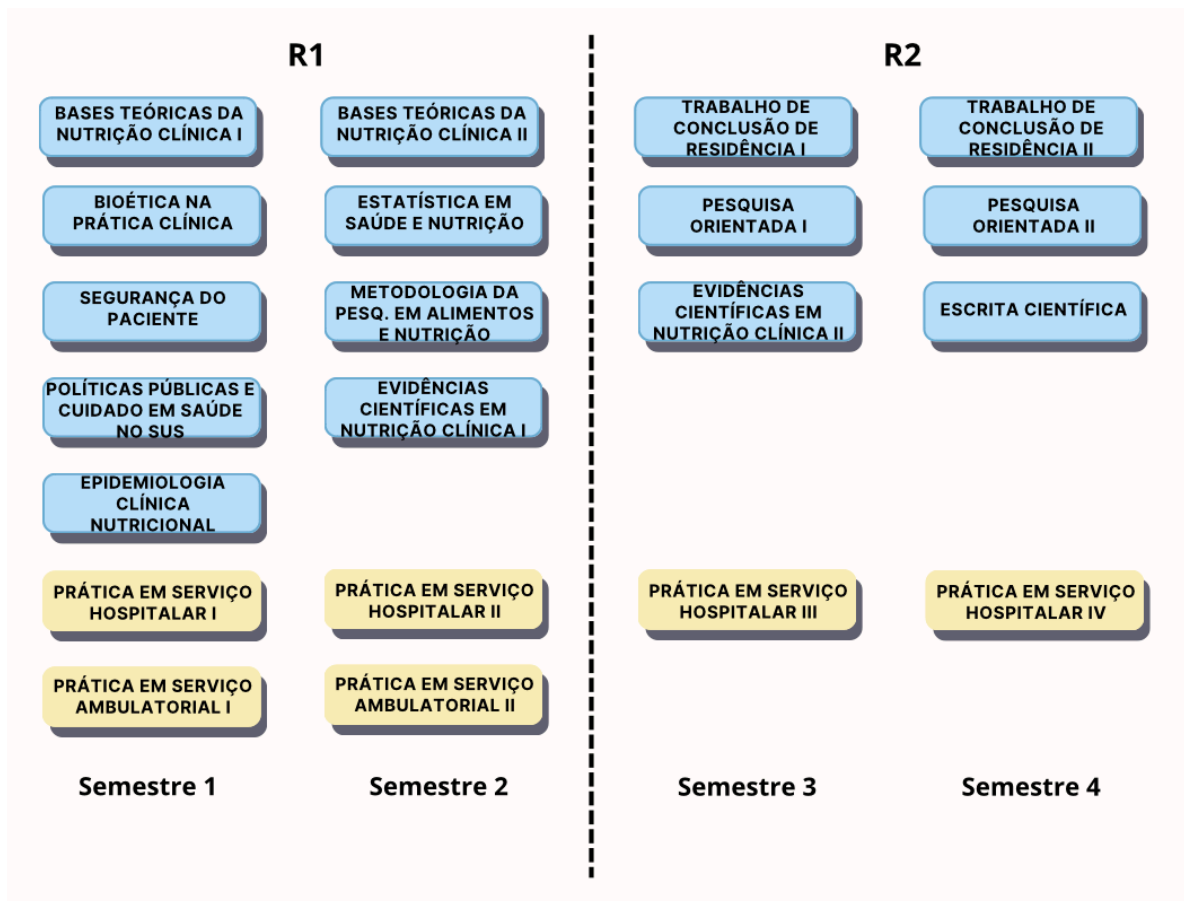 R1
BASES TEÓRICAS DA
NUTRIÇÃO CLÍNICA I
BIOÉTICA NA
PRÁTICA CLÍNICA
SEGURANÇA DO
PACIENTE
POLÍTICAS PÚBLICAS E
CUIDADO EM SAÚDE
NO SUS
EPIDEMIOLOGIA
CLÍNICA
NUTRICIONAL
PRÁTICA EM SERVIÇO
HOSPITALAR I
PRÁTICA EM SERVIÇO
AMBULATORIAL I
Semestre 1
BASES TEÓRICAS DA
NUTRIÇÃO CLÍNICA II
ESTATÍSTICA EM
SAÚDE E NUTRIÇÃO
METODOLOGIA DA
PESQ. EM ALIMENTOS
E NUTRIÇÃO
EVIDÊNCIAS
CIENTÍFICAS EM
NUTRIÇÃO CLÍNICA I
PRÁTICA EM SERVIÇO
HOSPITALAR II
PRÁTICA EM SERVIÇO
AMBULATORIAL II
Semestre 2
R2
TRABALHO DE
CONCLUSÃO DE
RESIDÊNCIA I
PESQUISA
ORIENTADA I
EVIDÊNCIAS
CIENTÍFICAS EM
NUTRIÇÃO CLÍNICA II
PRÁTICA EM SERVIÇO
HOSPITALAR III
Semestre 3
TRABALHO DE
CONCLUSÃO DE
RESIDÊNCIA II
PESQUISA
ORIENTADA II
ESCRITA CIENTÍFICA
PRÁTICA EM SERVIÇO
HOSPITALAR IV
Semestre 4